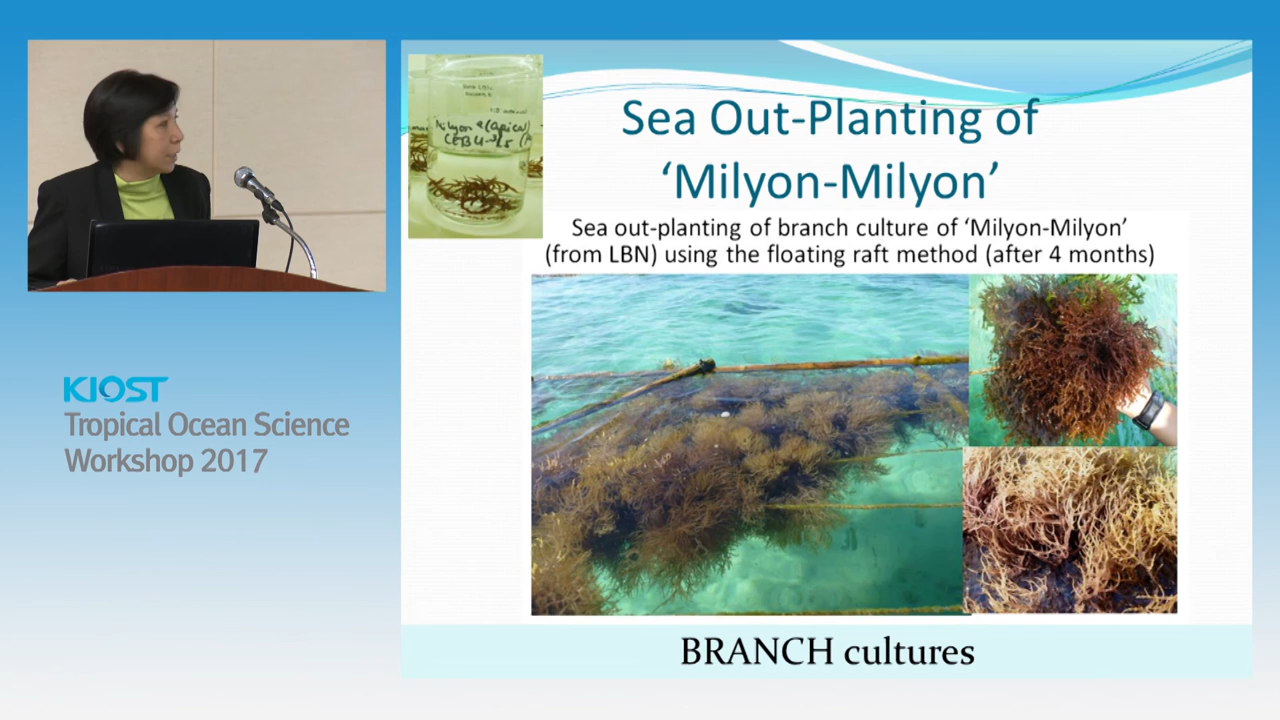 KIOST
Tropical Ocean Science
Workshop 2017
Sea Out-Planting of
‘Milyon-Milyon’
Sea out-planting of branch culture of ‘Milyon-Milyon’
(from LBN) using the floating raft method (after 4 months)
BRANCH cultures